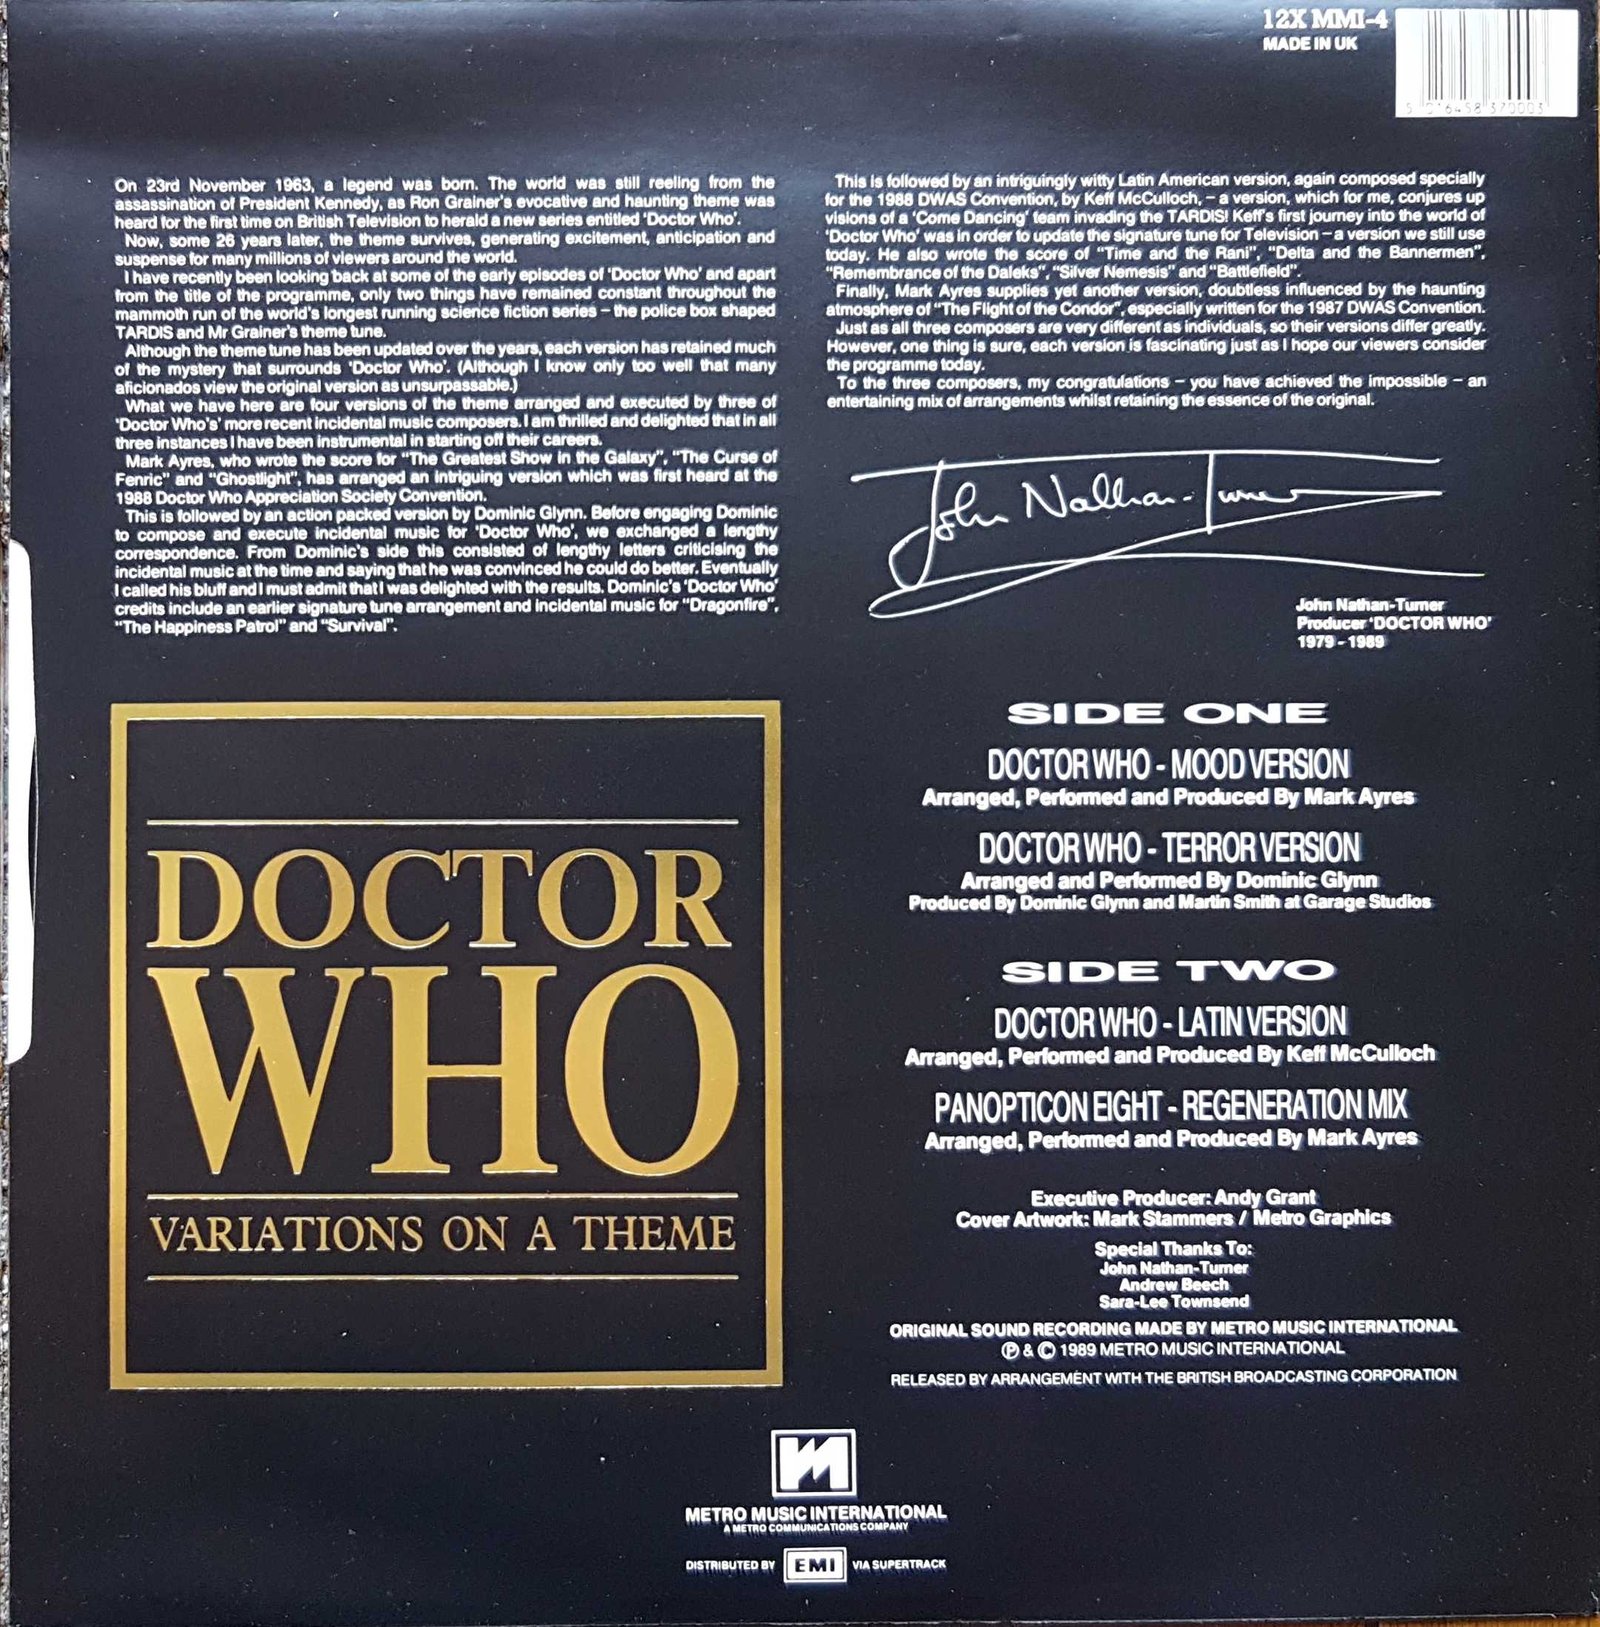 12X MMI-4
MADE IN UK
5 016458 370003
On 23rd November 1963, a legend was born. The world was still reeling from the
assassination of President Kennedy, as Ron Grainer's evocative and haunting theme was
heard for the first time on British Television to herald a new series entitled 'Doctor Who'.
Now, some 26 years later, the theme survives, generating excitement, anticipation and
suspense for many millions of viewers around the world.
I have recently been looking back at some of the early episodes of 'Doctor Who' and apart
from the title of the programme, only two things have remained constant throughout the
mammoth run of the world's longest running science fiction series – the police box shaped
TARDIS and Mr Grainer's theme tune.
Although the theme tune has been updated over the years, each version has retained much
of the mystery that surrounds 'Doctor Who'. (Although I know only too well that many
aficionados view the original version as unsurpassable.)
What we have here are four versions of the theme arranged and executed by three of
'Doctor Who's' more recent incidental music composers. I am thrilled and delighted that in all
three instances I have been instrumental in starting off their careers.
Mark Ayres, who wrote the score for "The Greatest Show in the Galaxy", "The Curse of
Fenric" and "Ghostlight", has arranged an intriguing version which was first heard at the
1988 Doctor Who Appreciation Society Convention.
This is followed by an action packed version by Dominic Glynn. Before engaging Dominic
to compose and execute incidental music for 'Doctor Who', we exchanged a lengthy
correspondence. From Dominic's side this consisted of lengthy letters criticising the
incidental music at the time and saying that he was convinced he could do better. Eventually
I called his bluff and I must admit that I was delighted with the results. Dominic's 'Doctor Who'
credits include an earlier signature tune arrangement and incidental music for "Dragonfire",
"The Happiness Patrol" and "Survival".
This is followed by an intriguingly witty Latin American version, again composed specially
for the 1988 DWAS Convention, by Keff McCulloch, – a version, which for me, conjures up
visions of a 'Come Dancing' team invading the TARDIS! Keff's first journey into the world of
'Doctor Who' was in order to update the signature tune for Television – a version we still use
today. He also wrote the score of "Time and the Rani", "Delta and the Bannermen",
"Remembrance of the Daleks", "Silver Nemesis" and "Battlefield".
Finally, Mark Ayres supplies yet another version, doubtless influenced by the haunting
atmosphere of "The Flight of the Condor", especially written for the 1987 DWAS Convention.
Just as all three composers are very different as individuals, so their versions differ greatly.
However, one thing is sure, each version is fascinating just as I hope our viewers consider
the programme today.
To the three composers, my congratulations – you have achieved the impossible – an
entertaining mix of arrangements whilst retaining the essence of the original.
John Nathan-Turner
John Nathan-Turner
Producer 'DOCTOR WHO'
1979 - 1989
DOCTOR
WHO
VARIATIONS ON A THEME
SIDE ONE
DOCTOR WHO - MOOD VERSION
Arranged, Performed and Produced By Mark Ayres
DOCTOR WHO - TERROR VERSION
Arranged and Performed By Dominic Glynn
Produced By Dominic Glynn and Martin Smith at Garage Studios
SIDE TWO
DOCTOR WHO - LATIN VERSION
Arranged, Performed and Produced By Keff McCulloch
PANOPTICON EIGHT - REGENERATION MIX
Arranged, Performed and Produced By Mark Ayres
Executive Producer: Andy Grant
Cover Artwork: Mark Stammers / Metro Graphics
Special Thanks To:
John Nathan-Turner
Andrew Beech
Sara-Lee Townsend
ORIGINAL SOUND RECORDING MADE BY METRO MUSIC INTERNATIONAL
℗ & © 1989 METRO MUSIC INTERNATIONAL
RELEASED BY ARRANGEMENT WITH THE BRITISH BROADCASTING CORPORATION
METRO MUSIC INTERNATIONAL
A METRO COMMUNICATIONS COMPANY
DISTRIBUTED BY EMI VIA SUPERTRACK